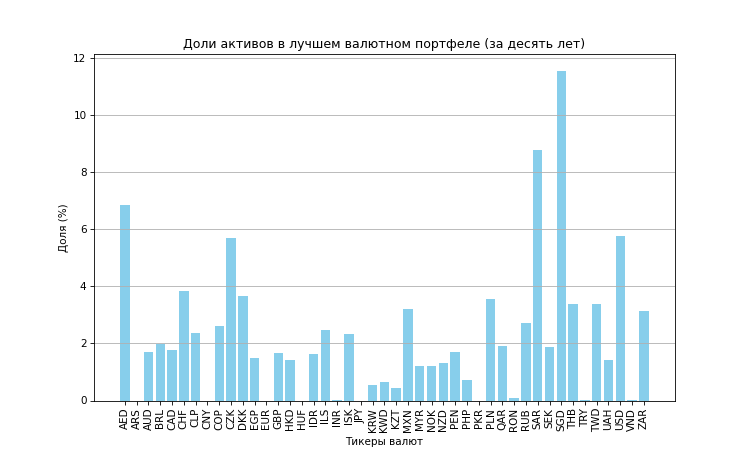 Доли активов в лучшем валютном портфеле (за десять лет)
Доля (%)
12
10
8
6
4
2
0
AED ARS AUD BRL CAD CHF CLP CNY COP CZK DKK EGP EUR GBP HKD HUF IDR ILS INR ISK JPY KRW KWD KZT MXN MYR NOK NZD PEN PHP PKR PLN QAR RON RUB SAR SEK SGD THB TRY TWD UAH USD VND ZAR
Тикеры валют